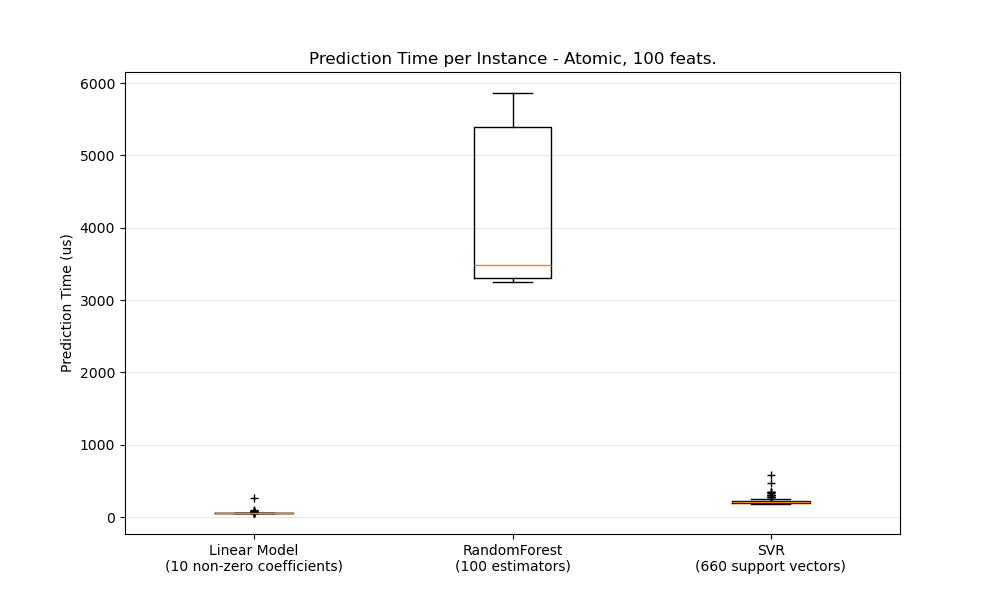 Prediction Time per Instance - Atomic, 100 feats.
Prediction Time (us)
6000
5000
4000
3000
2000
1000
0
Linear Model
(10 non-zero coefficients)
RandomForest
(100 estimators)
SVR
(660 support vectors)